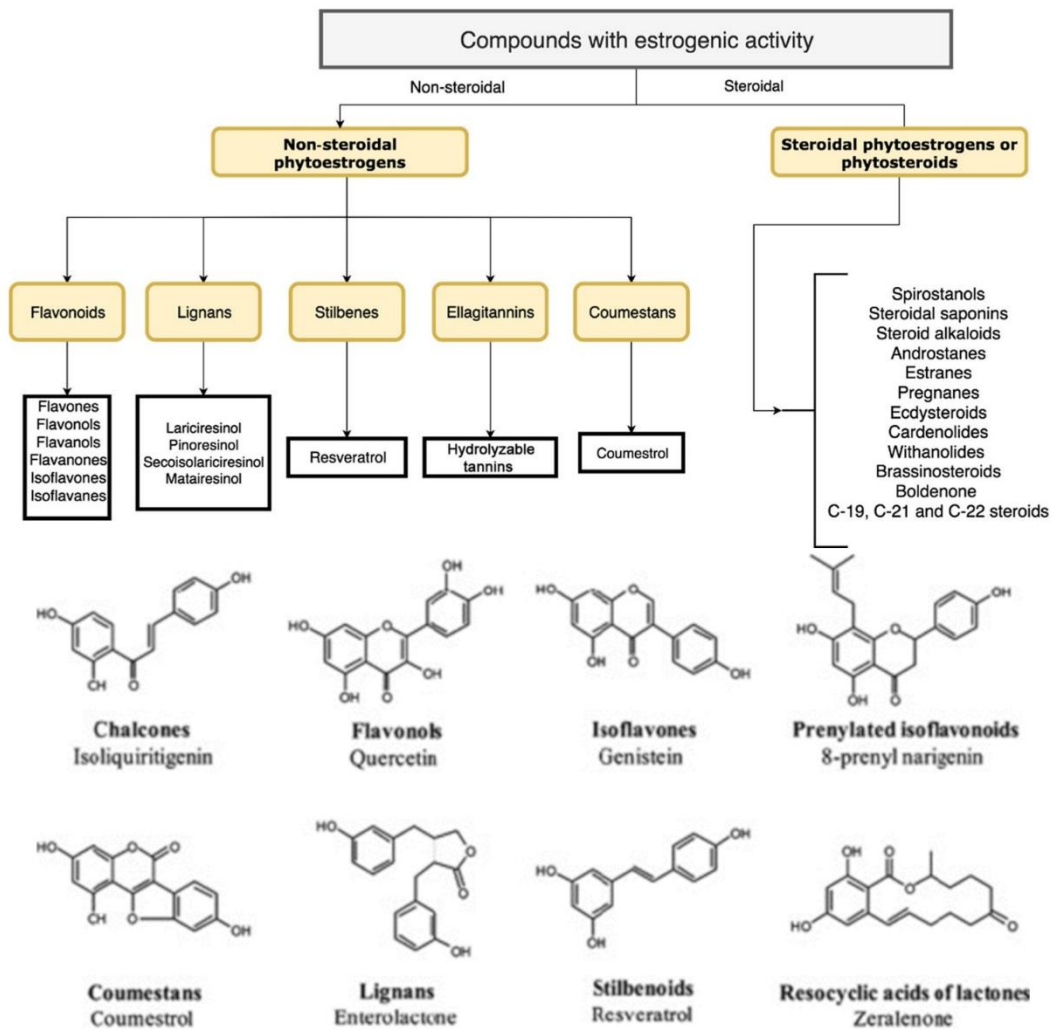 Compounds with estrogenic activity
Non-steroidal
Steroidal
Non-steroidal
phytoestrogens
Steroidal phytoestrogens or
phytosteroids
Flavonoids
Lignans
Stilbenes
Ellagitannins
Coumestans
Flavones
Flavonols
Flavanols
Flavanones
Isoflavones
Isoflavanes
Lariciresinol
Pinoresinol
Secoisolariciresinol
Matairesinol
Resveratrol
Hydrolyzable
tannins
Coumestrol
Spirostanols
Steroidal saponins
Steroid alkaloids
Androstanes
Estranes
Pregnanes
Ecdysteroids
Cardenolides
Withanolides
Brassinosteroids
Boldenone
C-19, C-21 and C-22 steroids
HO
OH
CH
O
Chalcones
Isoliquiritigenin
OH
OH
HO
O
OH
OH
O
Flavonols
Quercetin
HO
O
OH
O
OH
Isoflavones
Genistein
OH
HO
O
OH
O
Prenylated isoflavonoids
8-prenyl narigenin
HO
O
O
CH
O
OH
Coumestans
Coumestrol
HO
O
O
OH
Lignans
Enterolactone
OH
HO
OH
Stilbenoids
Resveratrol
OH
O
O
HO
O
Resocyclic acids of lactones
Zeralenone